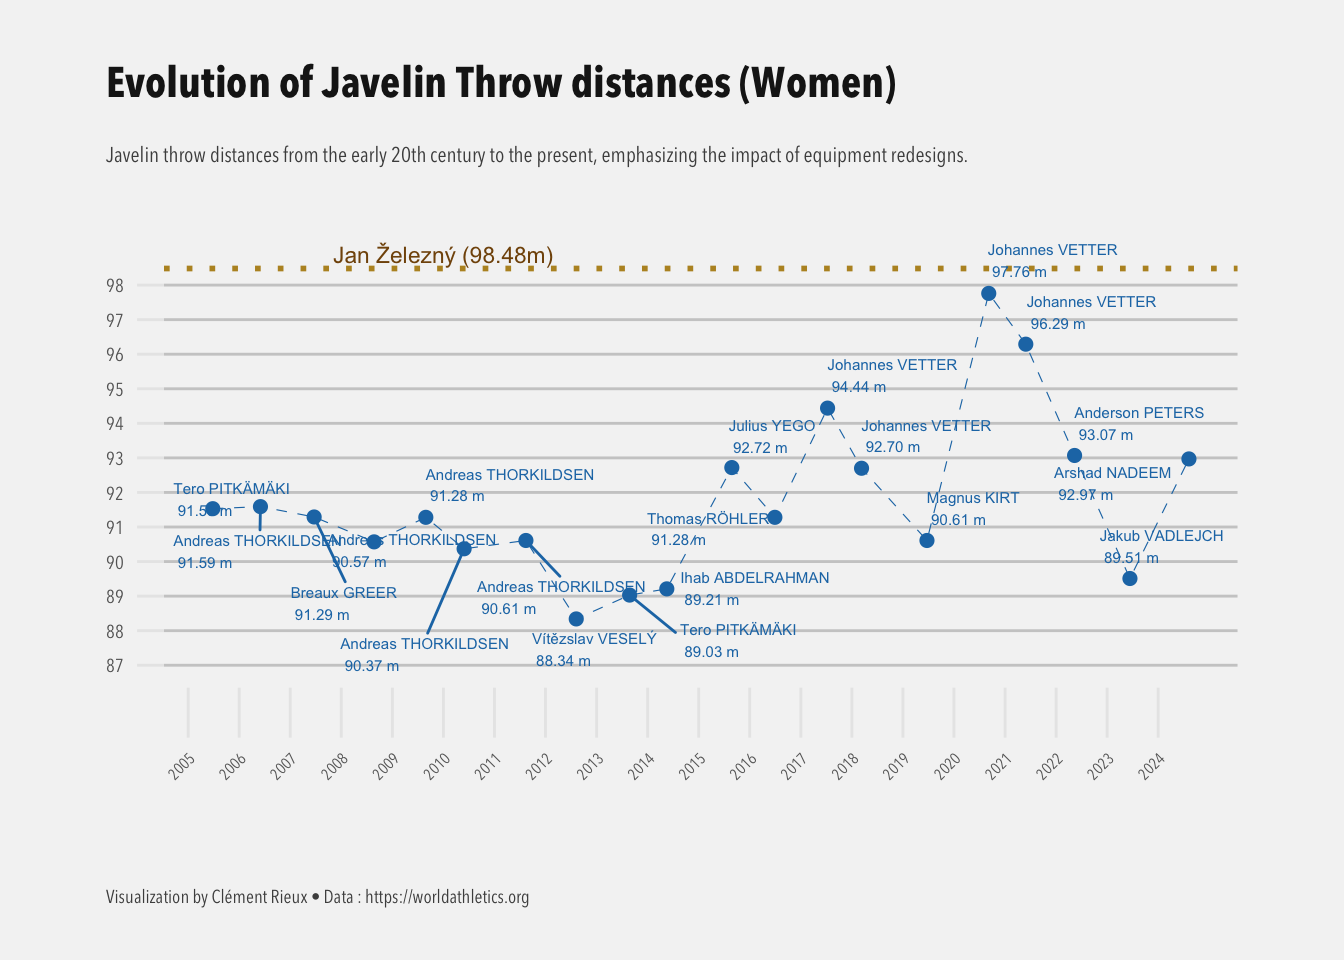 Evolution of Javelin Throw distances (Women)
Javelin throw distances from the early 20th century to the present, emphasizing the impact of equipment redesigns.
Jan Železný (98.48m)
98
97
96
95
94
93
92
91
90
89
88
87
Tero PITKÄMÄKI
Andreas THORKILDSEN
91.59 m
Breaux GREER
91.29 m
Andreas THORKILDSEN
90.57 m
Andreas THORKILDSEN
91.28 m
Andreas THORKILDSEN
90.37 m
Andreas THORKILDSEN
90.61 m
Vítězslav VESELÝ
88.34 m
Tero PITKÄMÄKI
89.03 m
Ihab ABDELRAHMAN
89.21 m
Julius YEGO
92.72 m
Thomas RÖHLER
91.28 m
Johannes VETTER
94.44 m
Johannes VETTER
92.70 m
Magnus KIRT
90.61 m
Johannes VETTER
97.76 m
Johannes VETTER
96.29 m
Anderson PETERS
93.07 m
Jakub VADLEJCH
89.51 m
Arshad NADEEM
92.97 m
2005
2006
2007
2008
2009
2010
2011
2012
2013
2014
2015
2016
2017
2018
2019
2020
2021
2022
2023
2024
Visualization by Clément Rieux • Data : https://worldathletics.org